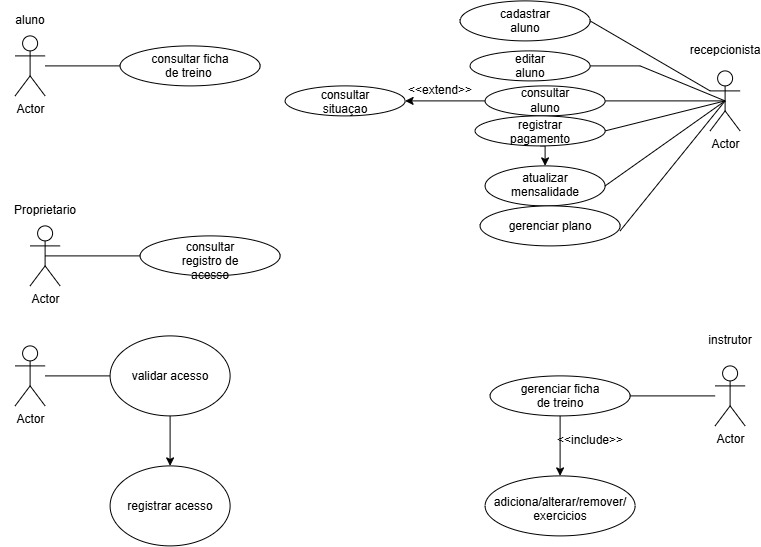 aluno
Actor
consultar ficha
de treino
cadastrar
aluno
recepcionista
Actor
editar
aluno
<<extend>>
consultar
situaçao
consultar
aluno
registrar
pagamento
atualizar
mensalidade
gerenciar plano
Proprietario
Actor
consultar
registro de
acesso
Actor
validar acesso
registrar acesso
instrutor
Actor
gerenciar ficha
de treino
<<include>>
adiciona/alterar/remover/
exercicios